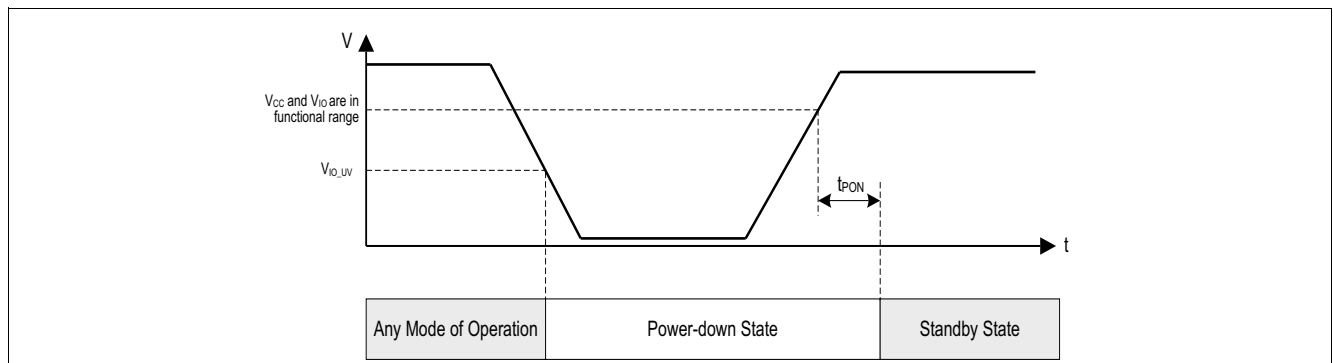 V
VCC and VIO are in
functional range
VIO_UV
tPON
t
Any Mode of Operation
Power-down State
Standby State